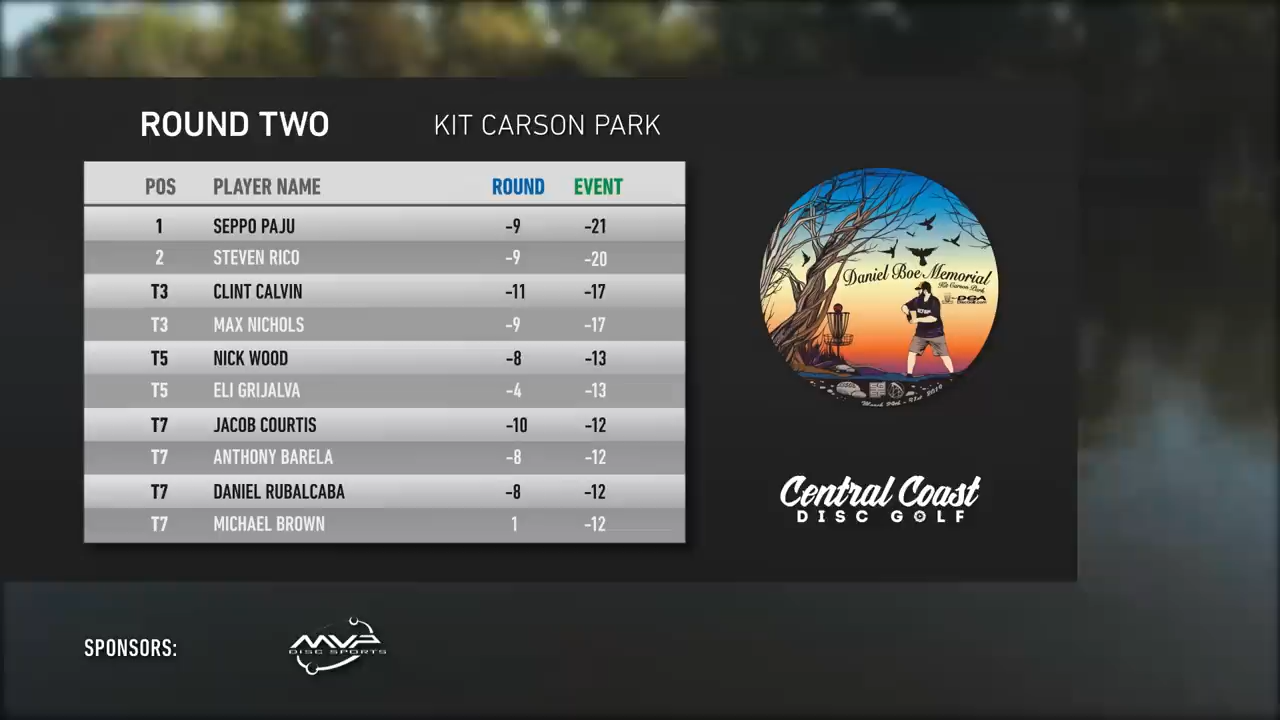 ROUND TWO KIT CARSON PARK
POS PLAYER NAME ROUND EVENT
1 SEPPO PAJU -9 -21
2 STEVEN RICO -9 -20
T3 CLINT CALVIN -11 -17
T3 MAX NICHOLS -9 -17
T5 NICK WOOD -8 -13
T5 ELI GRIJALVA -4 -13
T7 JACOB COURTIS -10 -12
T7 ANTHONY BARELA -8 -12
T7 DANIEL RUBALCABA -8 -12
T7 MICHAEL BROWN 1 -12
Daniel Boe Memorial
Kit Carson Park
DGA
Central Coast
DISC GOLF
SPONSORS:
MVP
DISC SPORTS